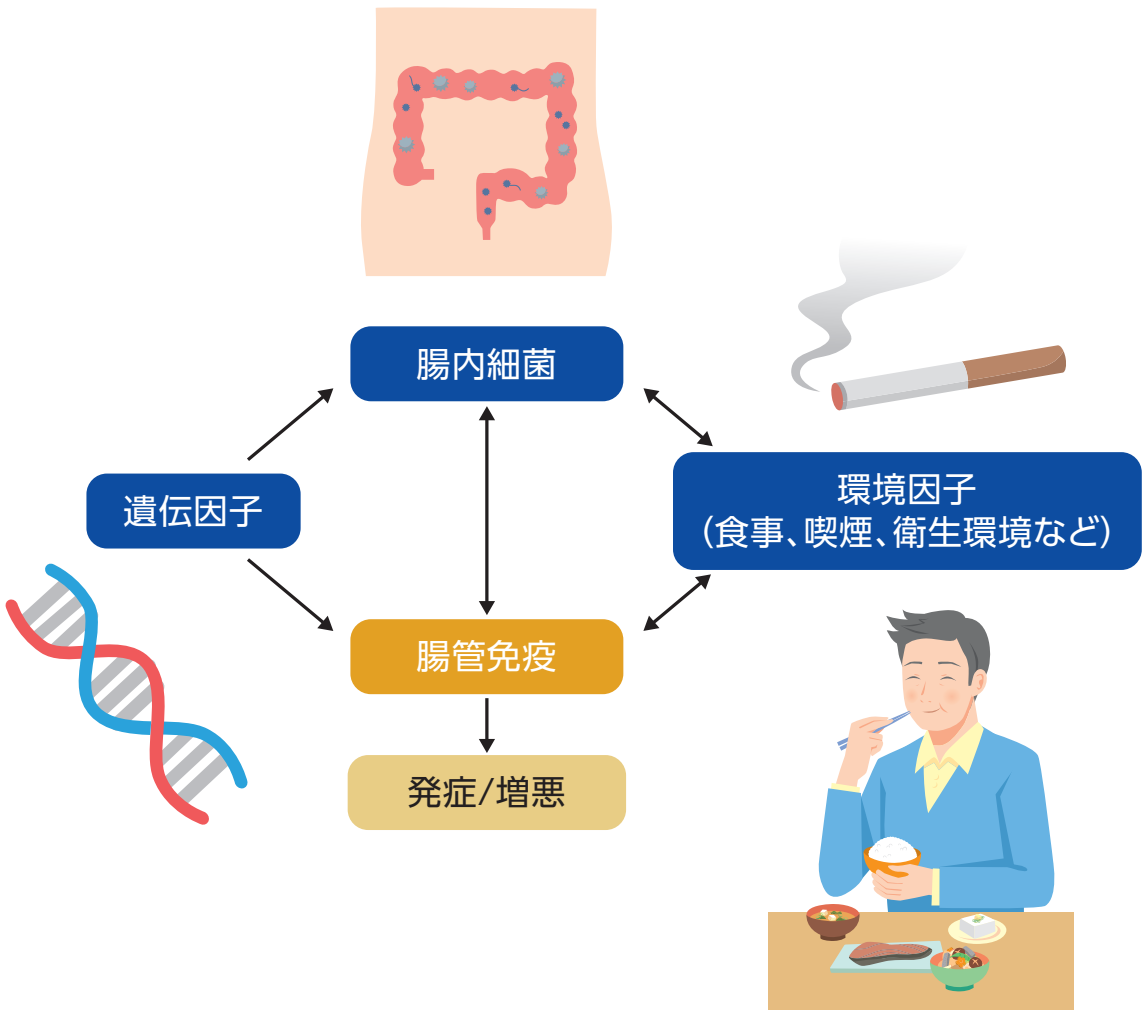 腸内細菌
遺伝因子
環境因子
(食事、喫煙、衛生環境など)
腸管免疫
発症/増悪